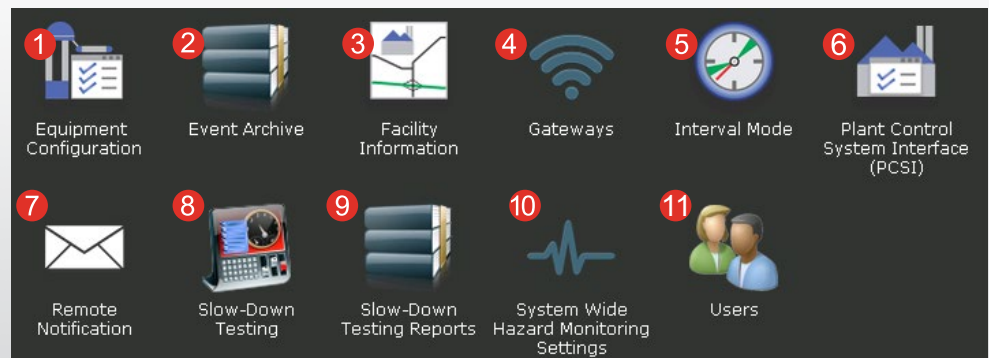 1
2
3
4
5
6
Equipment
Configuration
Event Archive
Facility
Information
Gateways
Interval Mode
Plant Control
System Interface
(PCSI)
7
8
9
10
11
Remote
Notification
Slow-Down
Testing
Slow-Down
Testing Reports
System Wide
Hazard Monitoring
Settings
Users